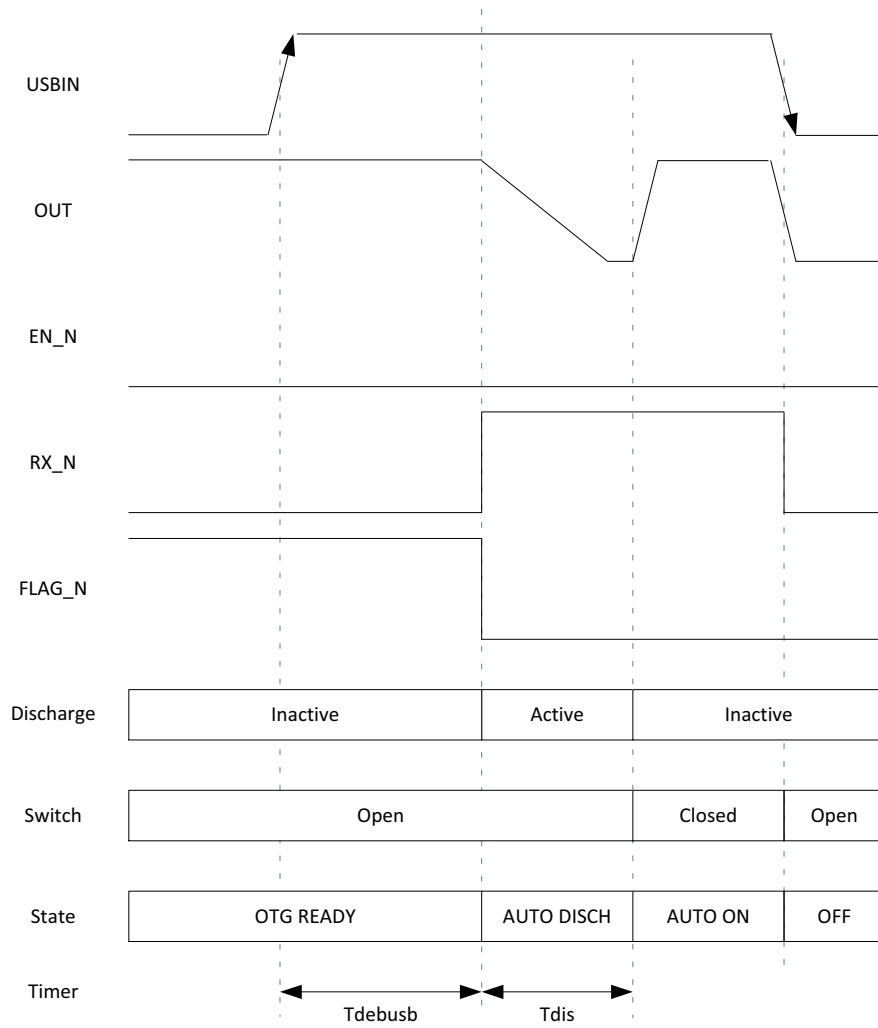 USBIN
OUT
EN_N
RX_N
FLAG_N
Discharge Inactive Active Inactive
Switch Open Closed Open
State OTG READY AUTO DISCH AUTO ON OFF
Timer
Tdebusb Tdis